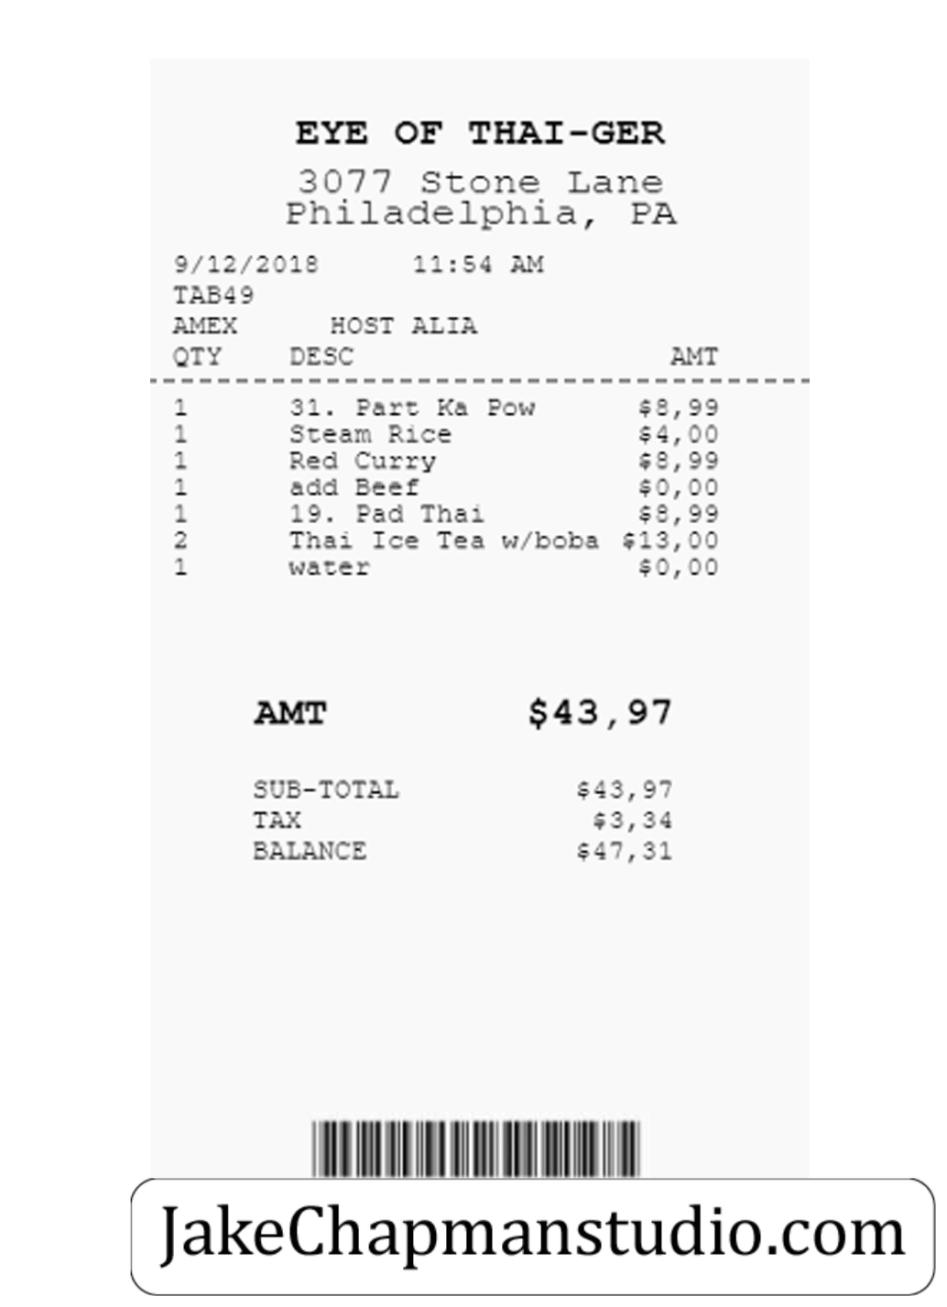 EYE OF THAI-GER
3077 Stone Lane
Philadelphia, PA
9/12/2018 11:54 AM
TAB49
AMEX HOST ALIA
QTY DESC AMT
1 31. Part Ka Pow $8,99
1 Steam Rice $4,00
1 Red Curry $8,99
1 add Beef $0,00
1 19. Pad Thai $8,99
2 Thai Ice Tea w/boba $13,00
1 water $0,00
AMT $43,97
SUB-TOTAL $43,97
TAX $3,34
BALANCE $47,31
JakeChapmanstudio.com